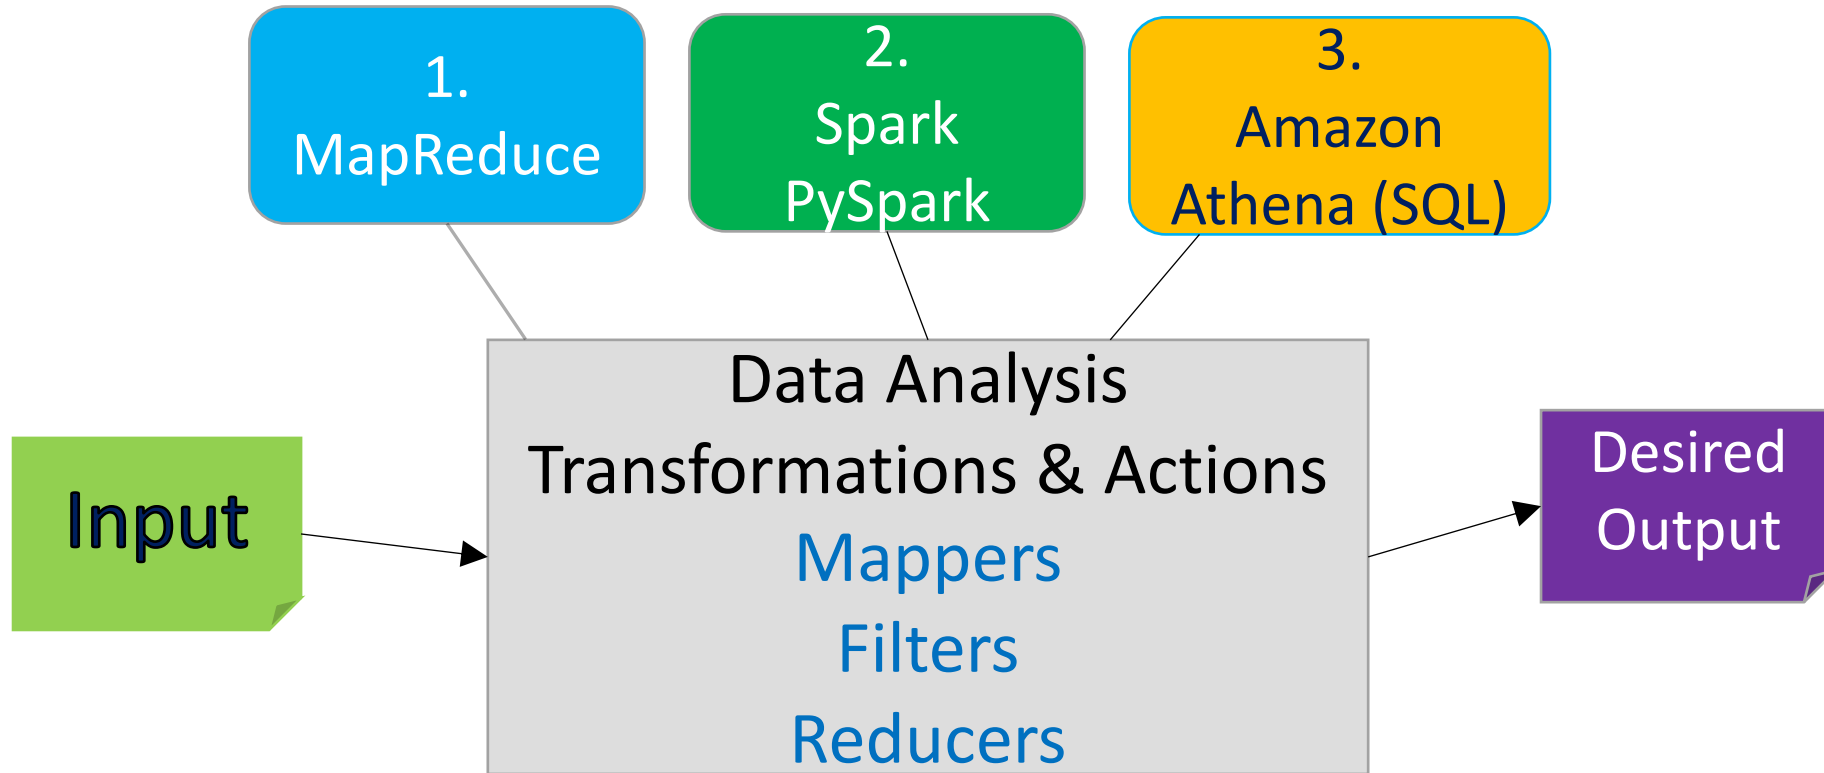 1.
MapReduce
2.
Spark
PySpark
3.
Amazon
Athena (SQL)
Data Analysis
Transformations & Actions
Mappers
Filters
Reducers
Input
Desired
Output